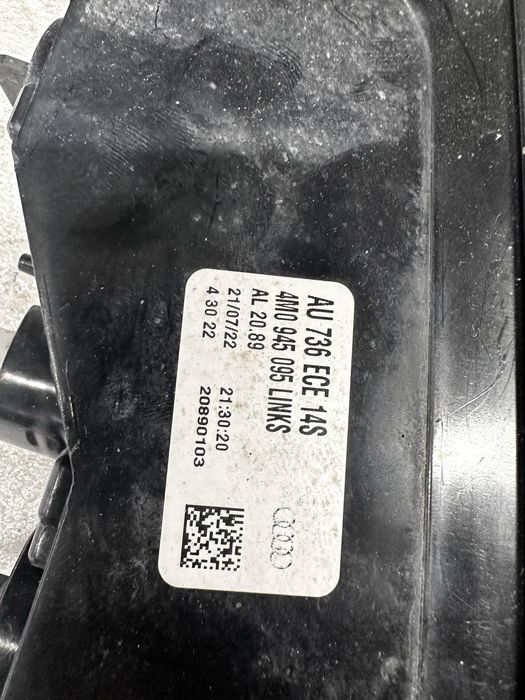 AU 736 ECE 14S
4M0 945 095 LINKS
AL 20.89
21/07/22 21:30:20
4 30 22 20890103